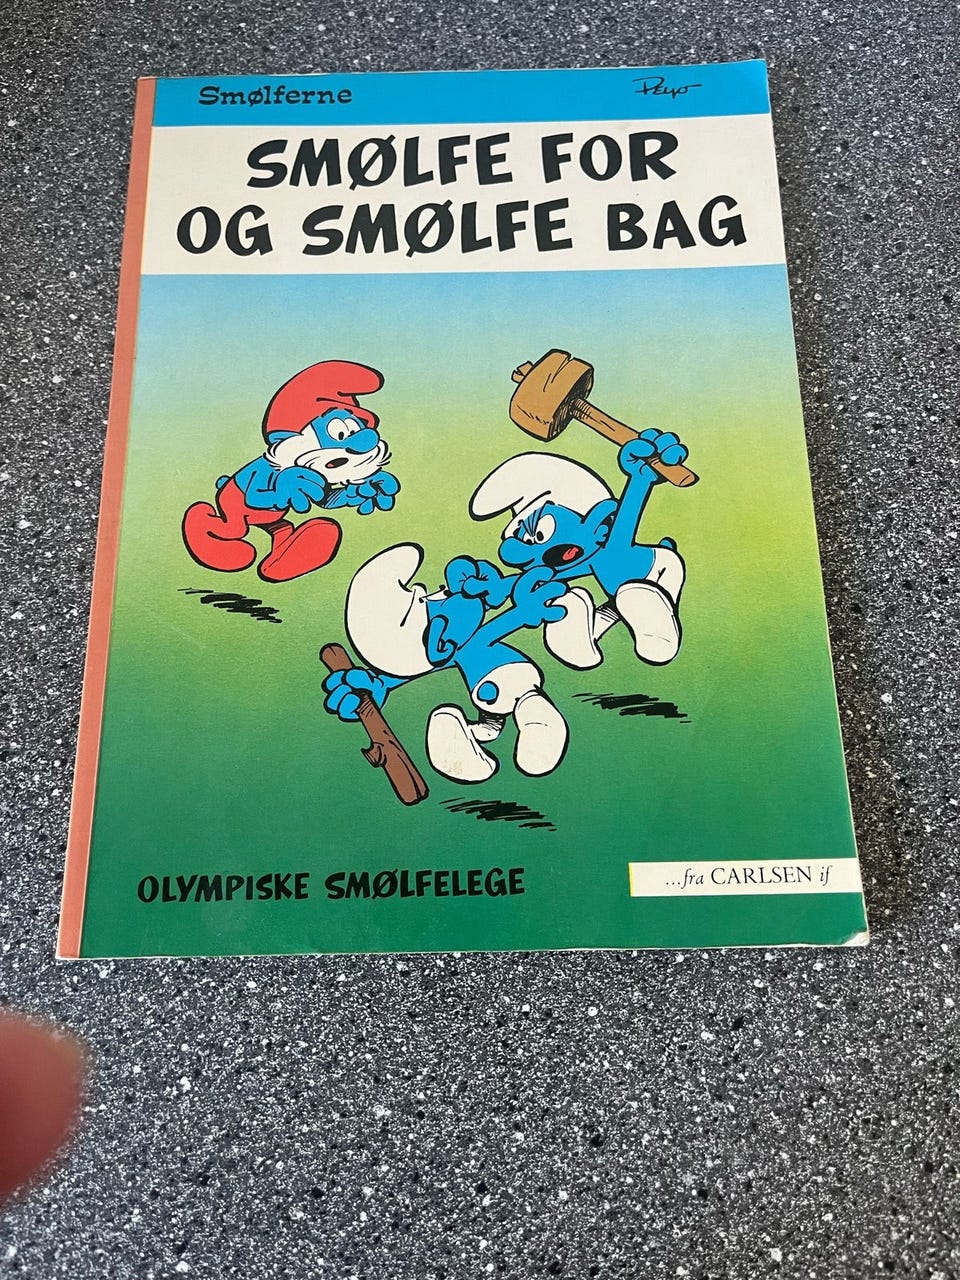 Smølferne
Peyo
SMØLFE FOR
OG SMØLFE BAG
OLYMPISKE SMØLFELEGE
...fra CARLSEN if